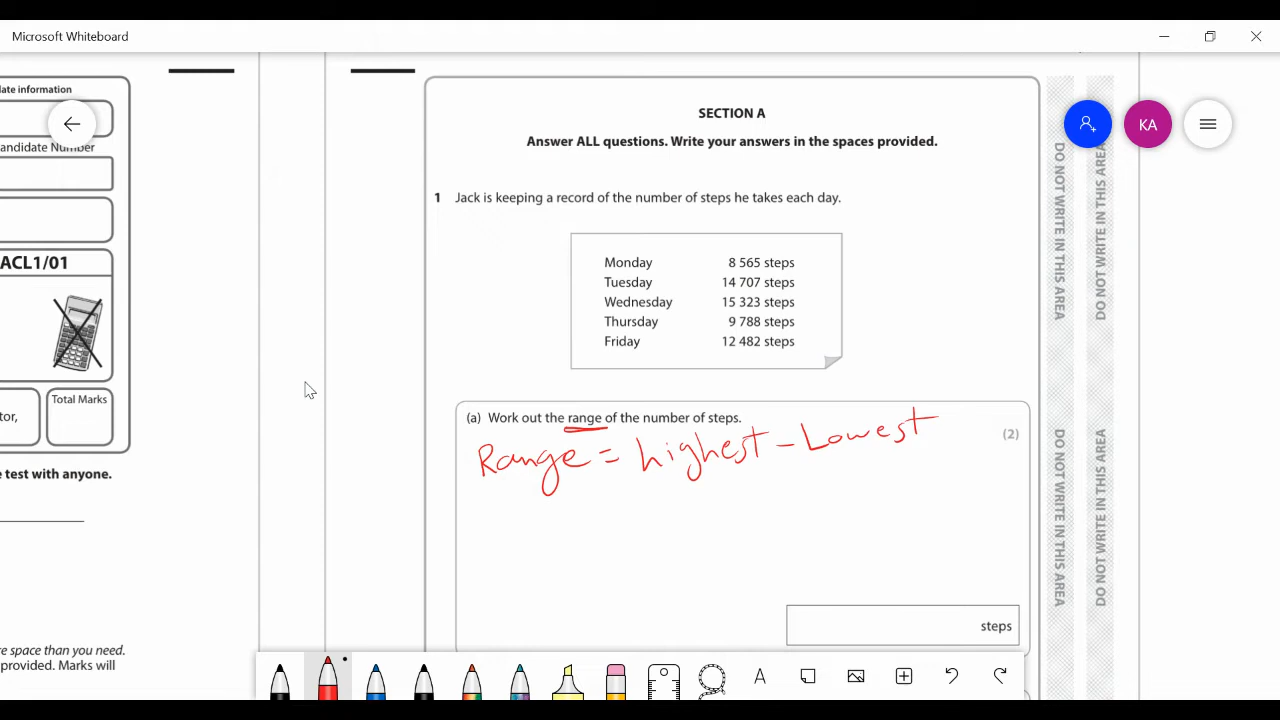 Microsoft Whiteboard
late information
andidate Number
ACL1/01
Total Marks
tor,
e test with anyone.
re space than you need.
provided. Marks will
KA
SECTION A
Answer ALL questions. Write your answers in the spaces provided.
1 Jack is keeping a record of the number of steps he takes each day.
Monday 8 565 steps
Tuesday 14 707 steps
Wednesday 15 323 steps
Thursday 9 788 steps
Friday 12 482 steps
(a) Work out the range of the number of steps.
(2)
Range = highest - Lowest
steps
DO NOT WRITE IN THIS AREA
DO NOT WRITE IN THIS AREA
DO NOT WRITE IN THIS AREA
DO NOT WRITE IN THIS AREA
A